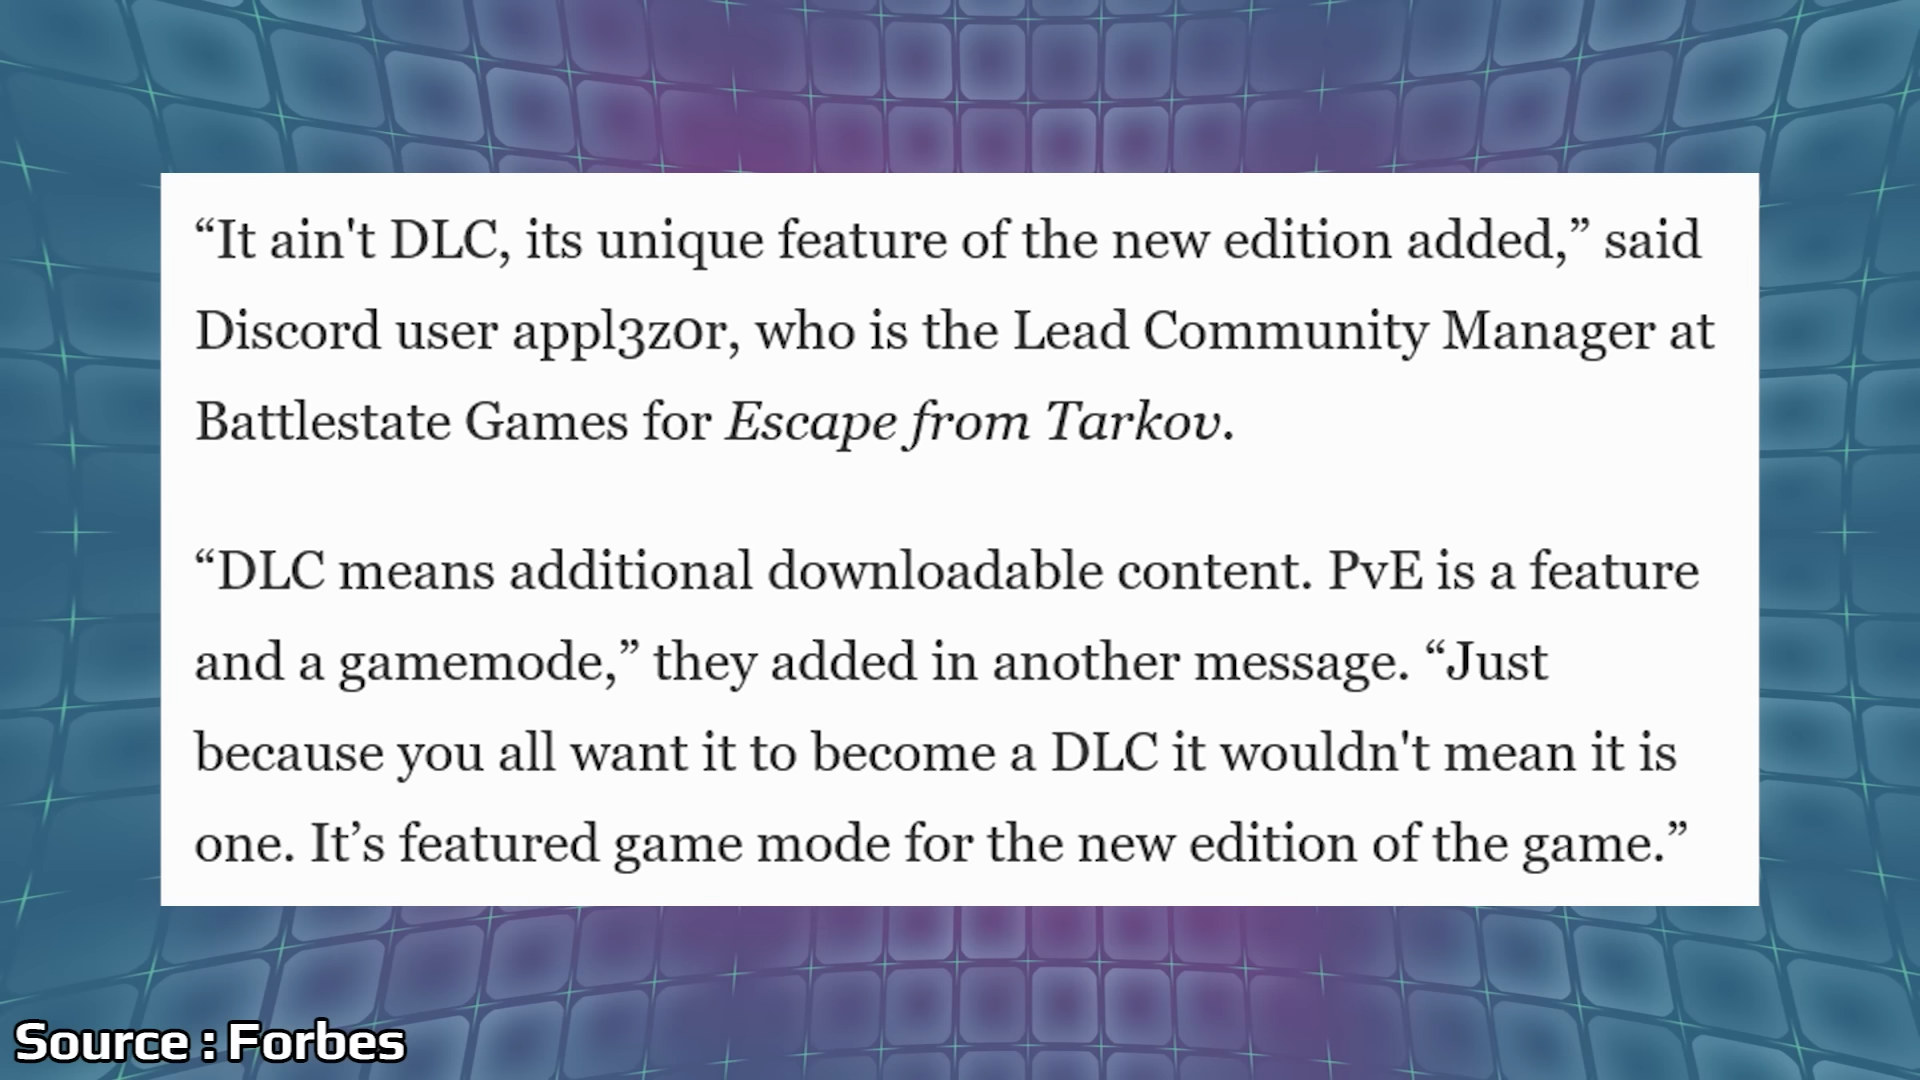 “It ain't DLC, its unique feature of the new edition added,” said
Discord user appl3z0r, who is the Lead Community Manager at
Battlestate Games for Escape from Tarkov.
“DLC means additional downloadable content. PvE is a feature
and a gamemode,” they added in another message. “Just
because you all want it to become a DLC it wouldn't mean it is
one. It’s featured game mode for the new edition of the game.”
Source : Forbes